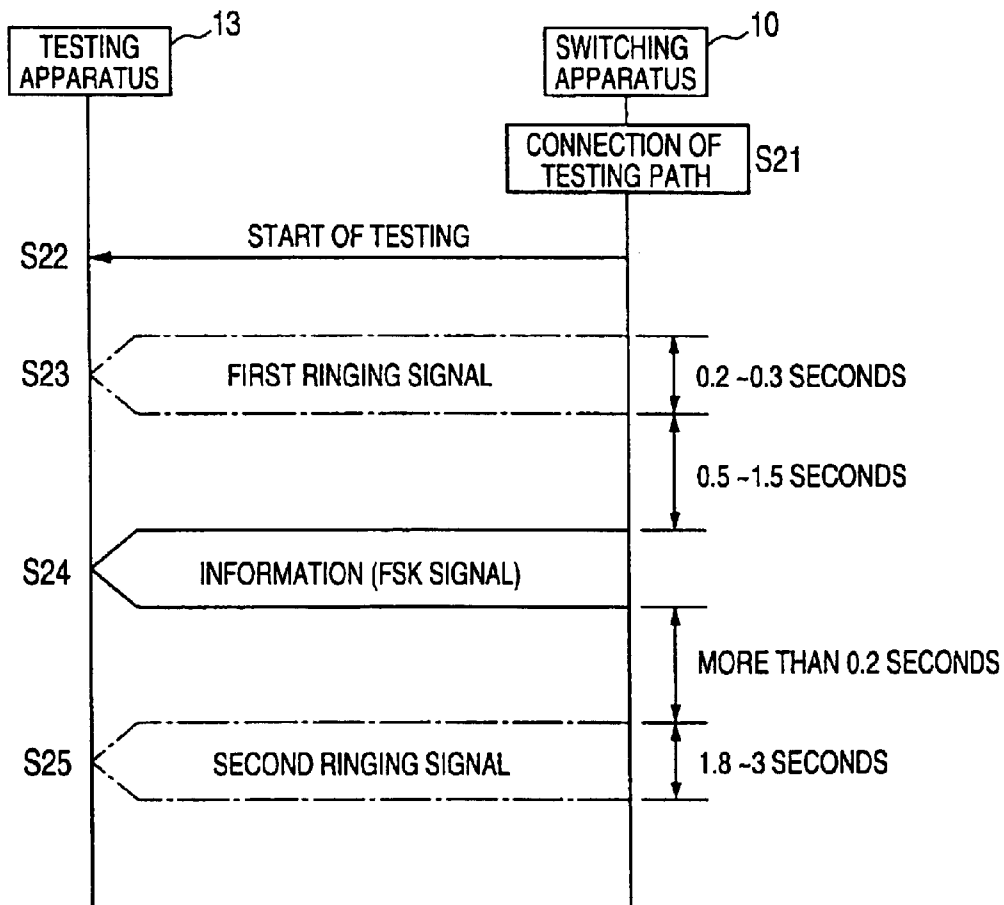 TESTING
APPARATUS
13
SWITCHING
APPARATUS
10
CONNECTION OF
TESTING PATH
S21
START OF TESTING
S22
FIRST RINGING SIGNAL
S23
0.2 ~0.3 SECONDS
0.5 ~1.5 SECONDS
INFORMATION (FSK SIGNAL)
S24
MORE THAN 0.2 SECONDS
SECOND RINGING SIGNAL
S25
1.8 ~3 SECONDS